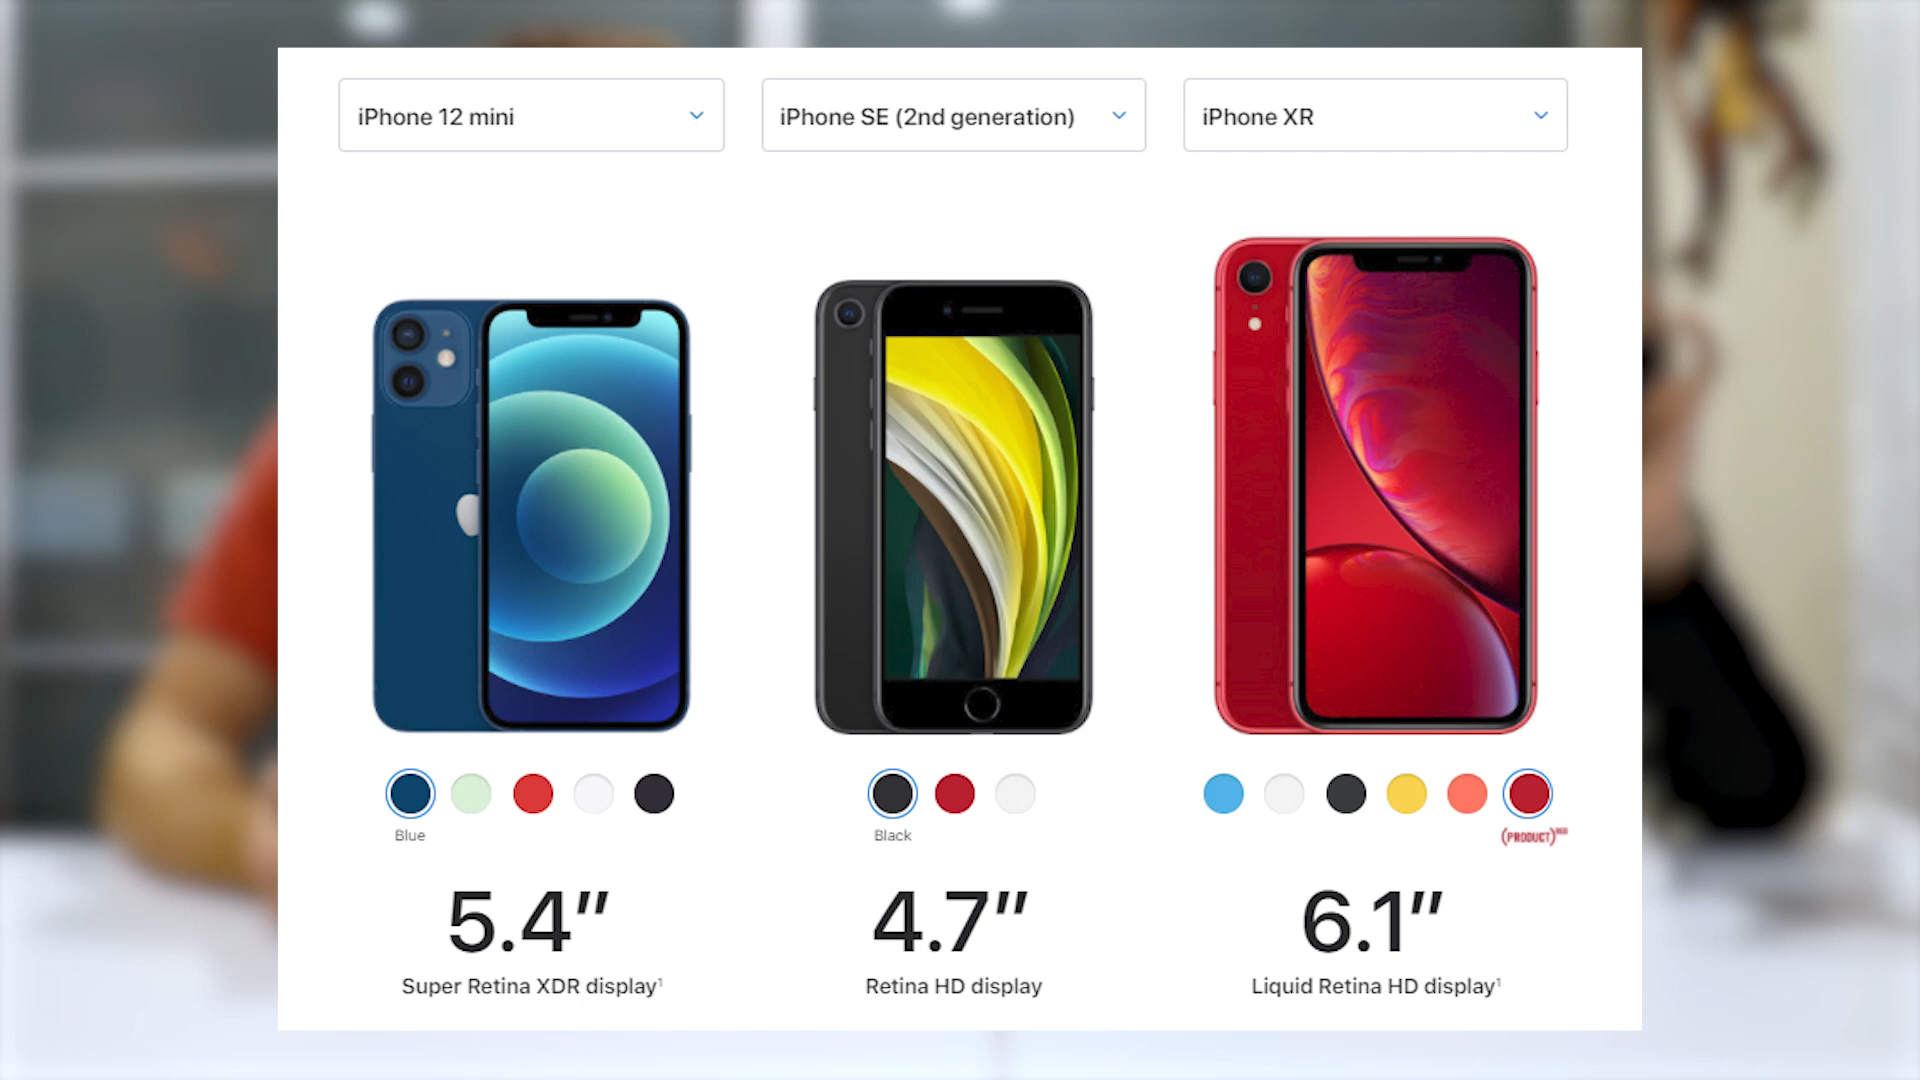 iPhone 12 mini
iPhone SE (2nd generation)
iPhone XR
Blue
Black
(PRODUCT)RED
5.4″
4.7″
6.1″
Super Retina XDR display¹
Retina HD display
Liquid Retina HD display¹